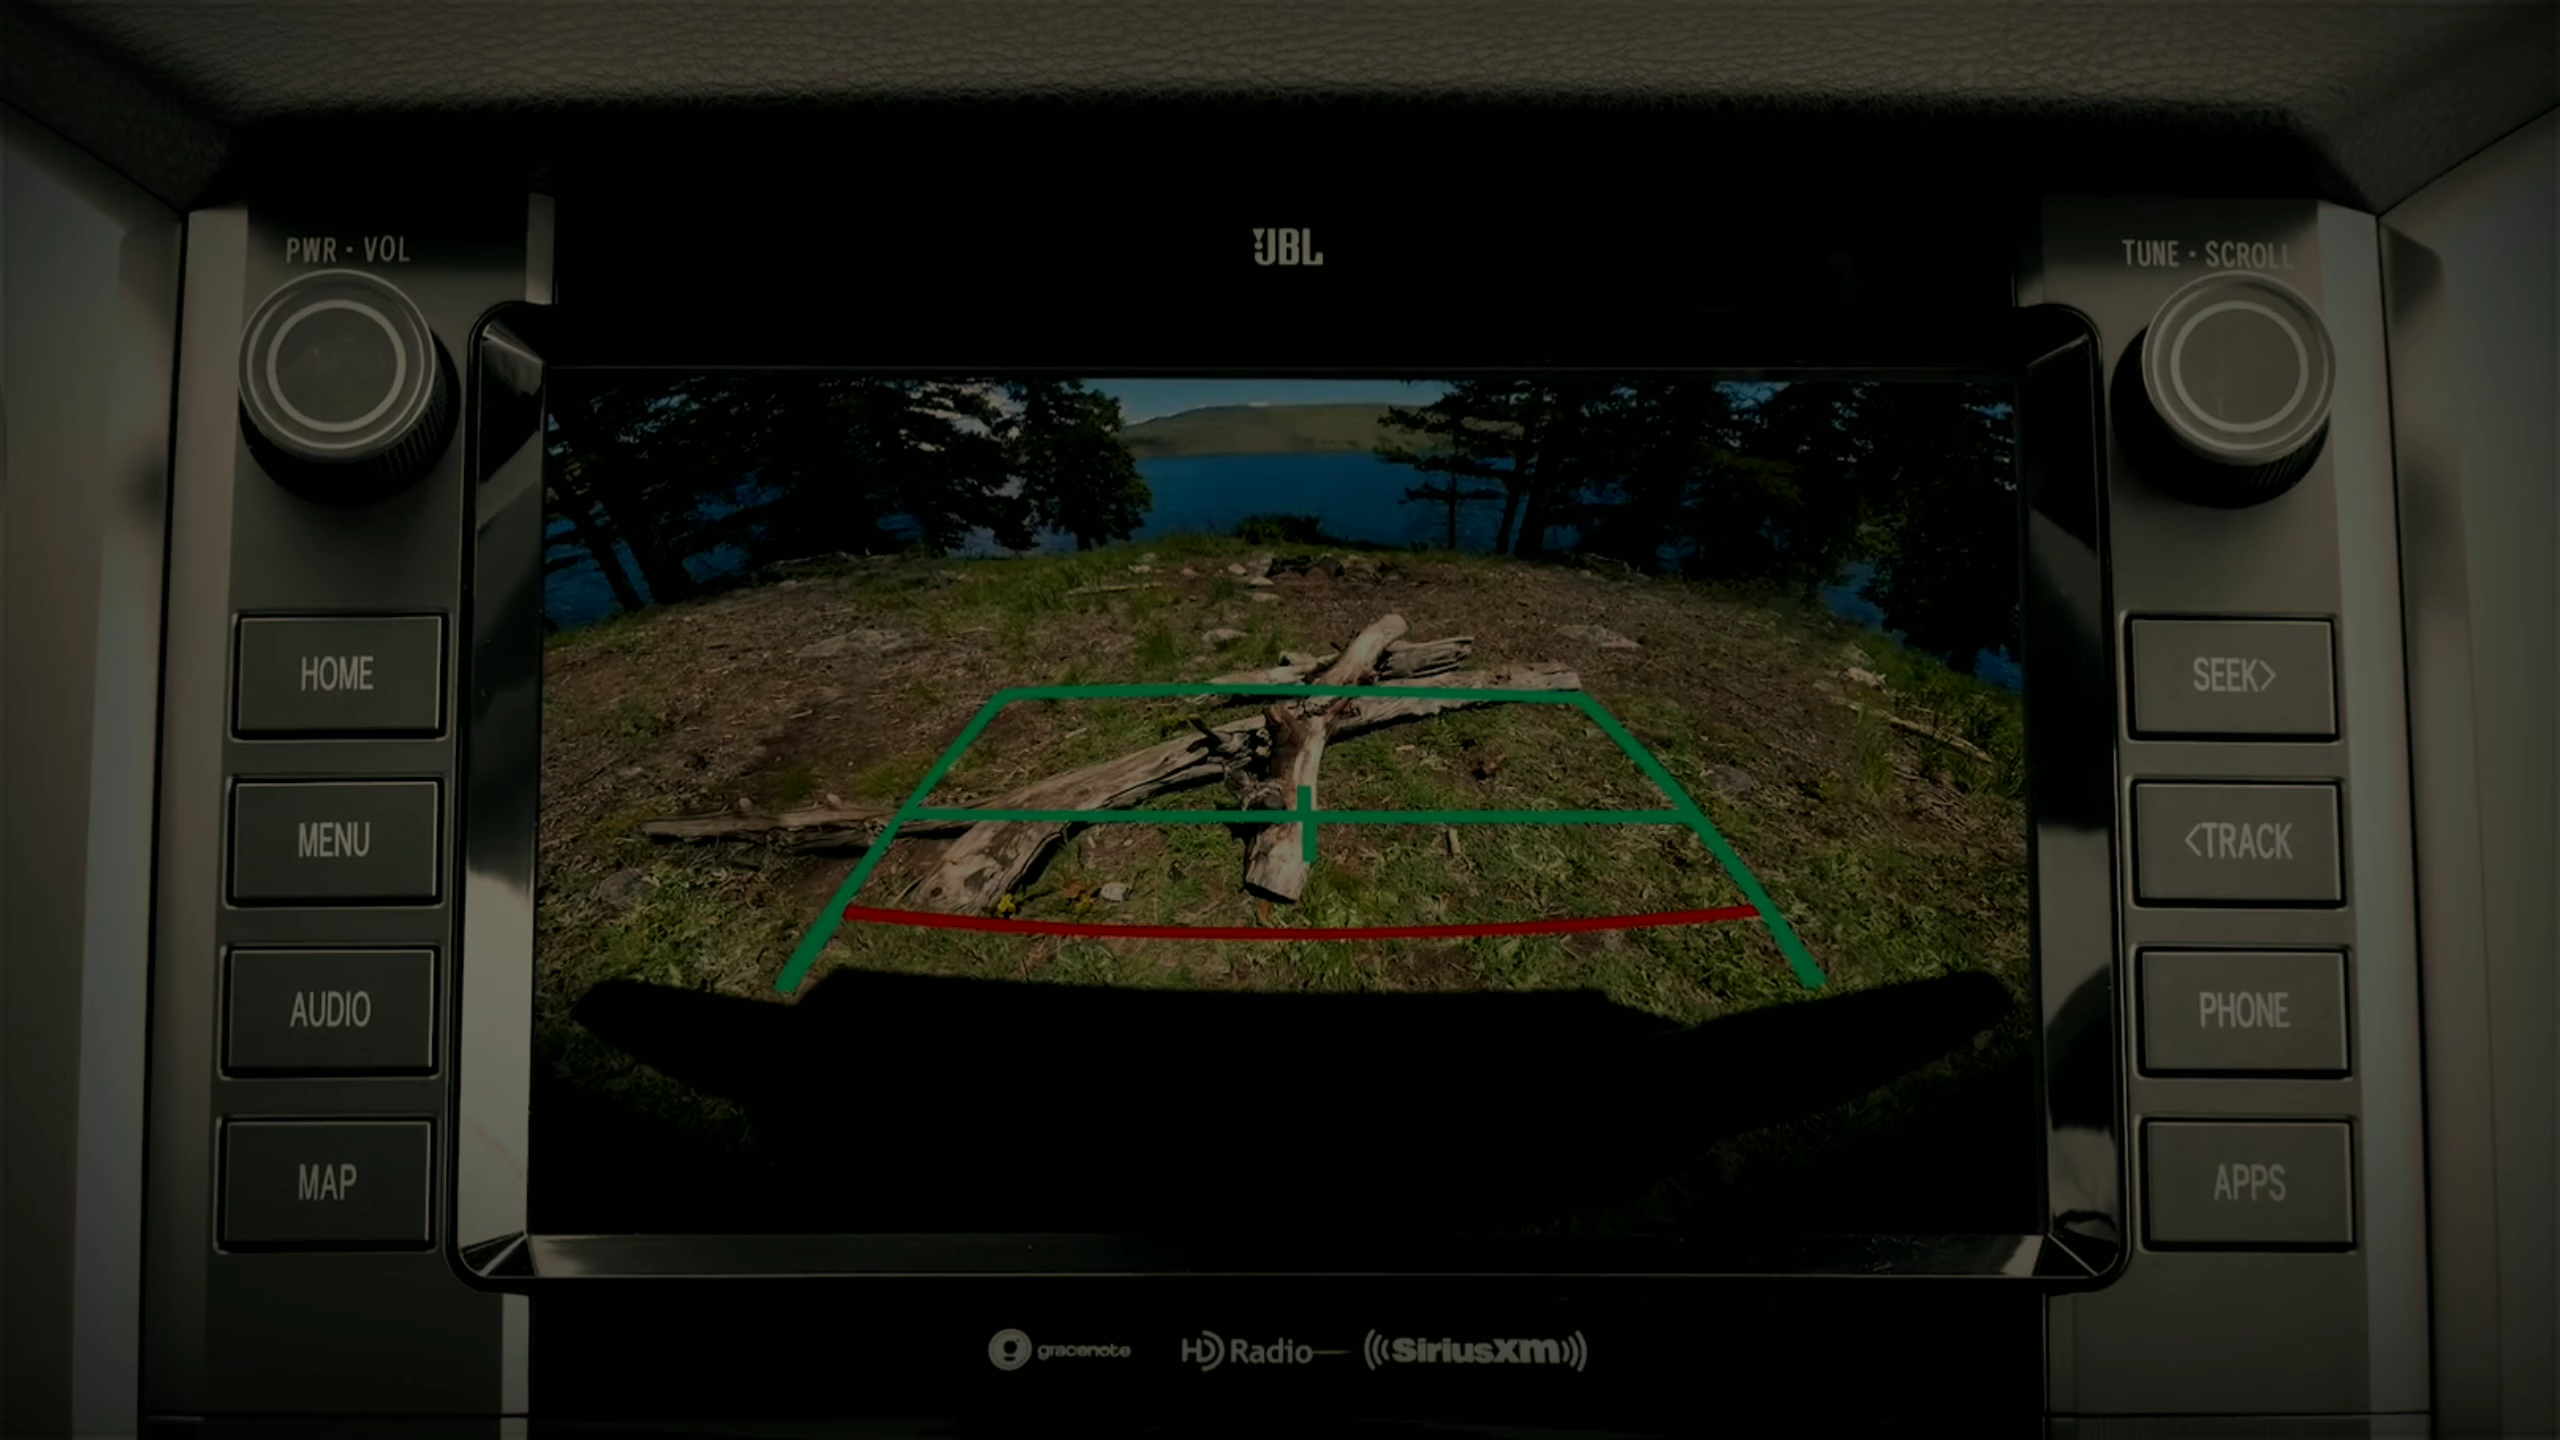 JBL
PWR · VOL
TUNE · SCROLL
HOME
MENU
AUDIO
MAP
SEEK>
<TRACK
PHONE
APPS
gracenote
HD Radio
SiriusXM